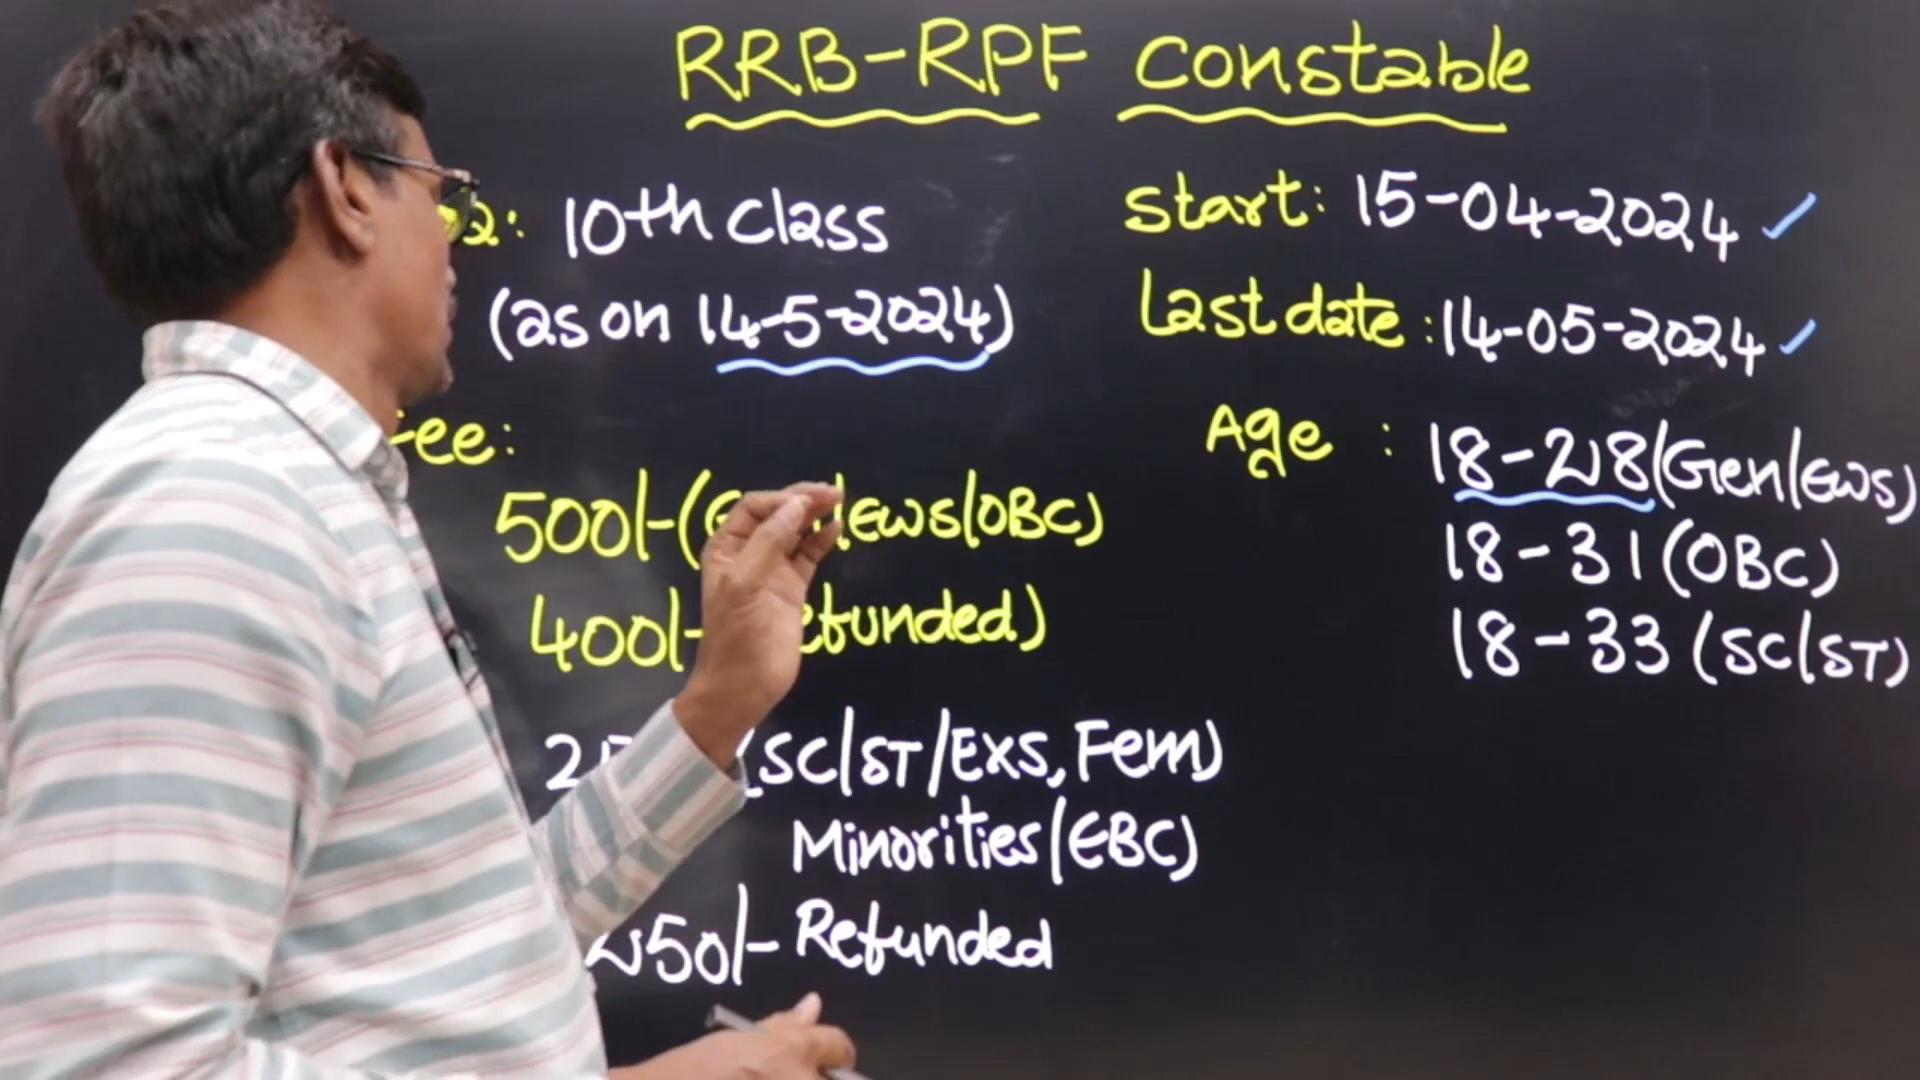 RRB-RPF Constable
10th Class
(as on 14-5-2024)
Fee:
500/-( /EWS/OBC)
400/- Refunded)
(SC/ST/EXS, Fem)
Minorities/EBC)
250/- Refunded
Start: 15-04-2024 ✓
Last date: 14-05-2024 ✓
Age : 18-28(Gen/EWS)
18-31(OBC)
18-33 (SC/ST)